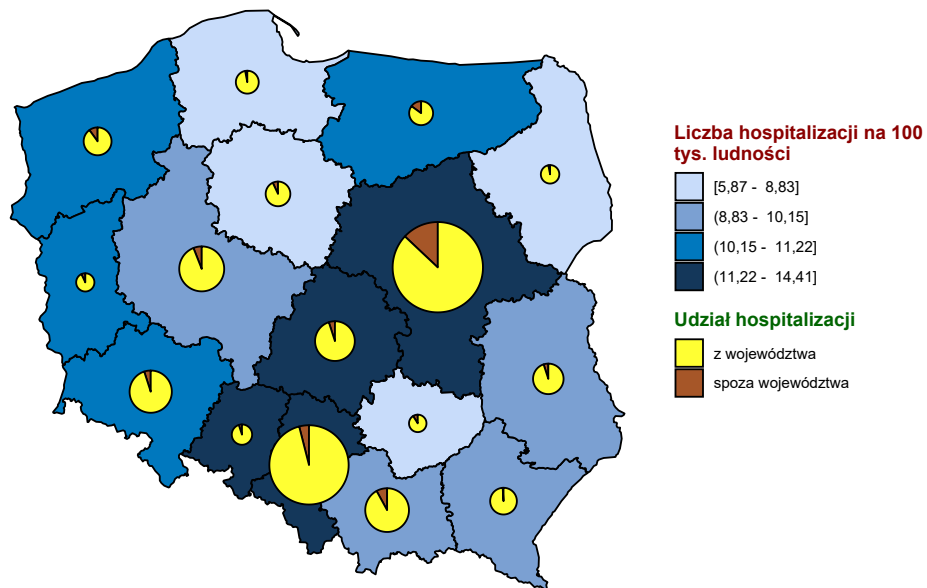 Liczba hospitalizacji na 100
tys. ludności
[5,87 - 8,83]
(8,83 - 10,15]
(10,15 - 11,22]
(11,22 - 14,41]
Udział hospitalizacji
z województwa
spoza województwa